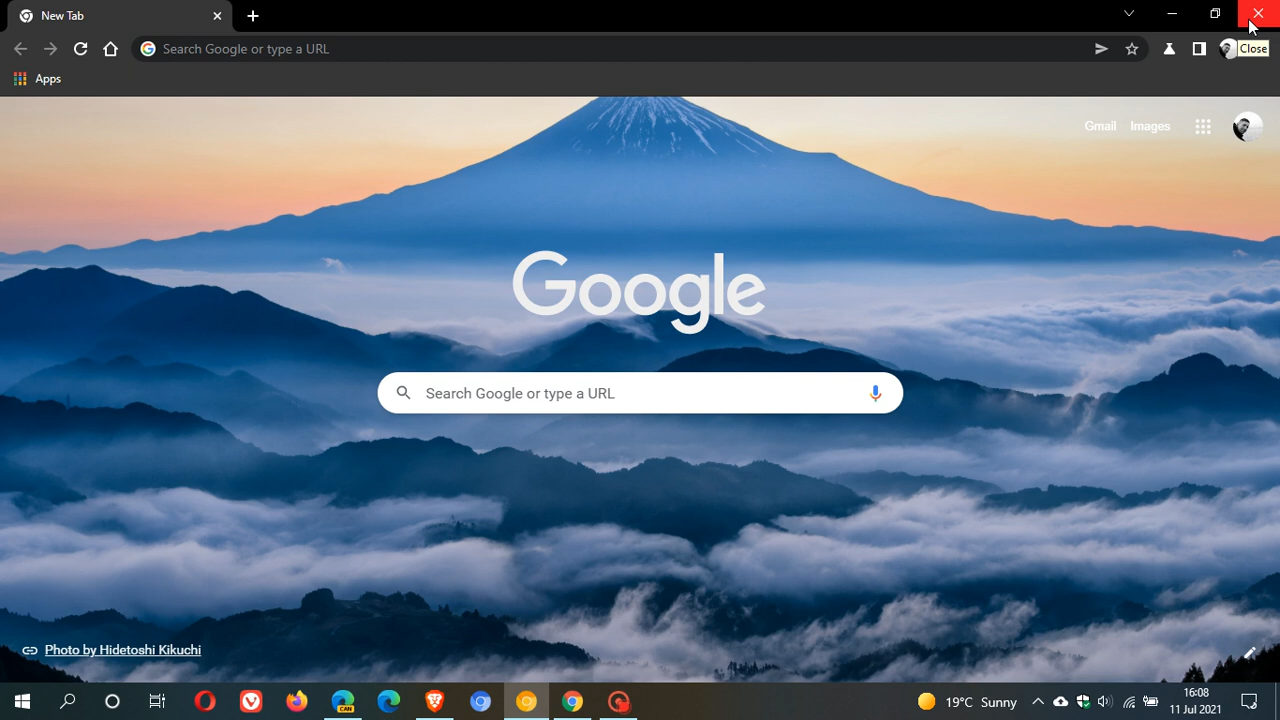 New Tab
Search Google or type a URL
Close
Apps
Gmail Images
Google
Search Google or type a URL
Photo by Hidetoshi Kikuchi
CAN
19°C Sunny
16:08
11 Jul 2021